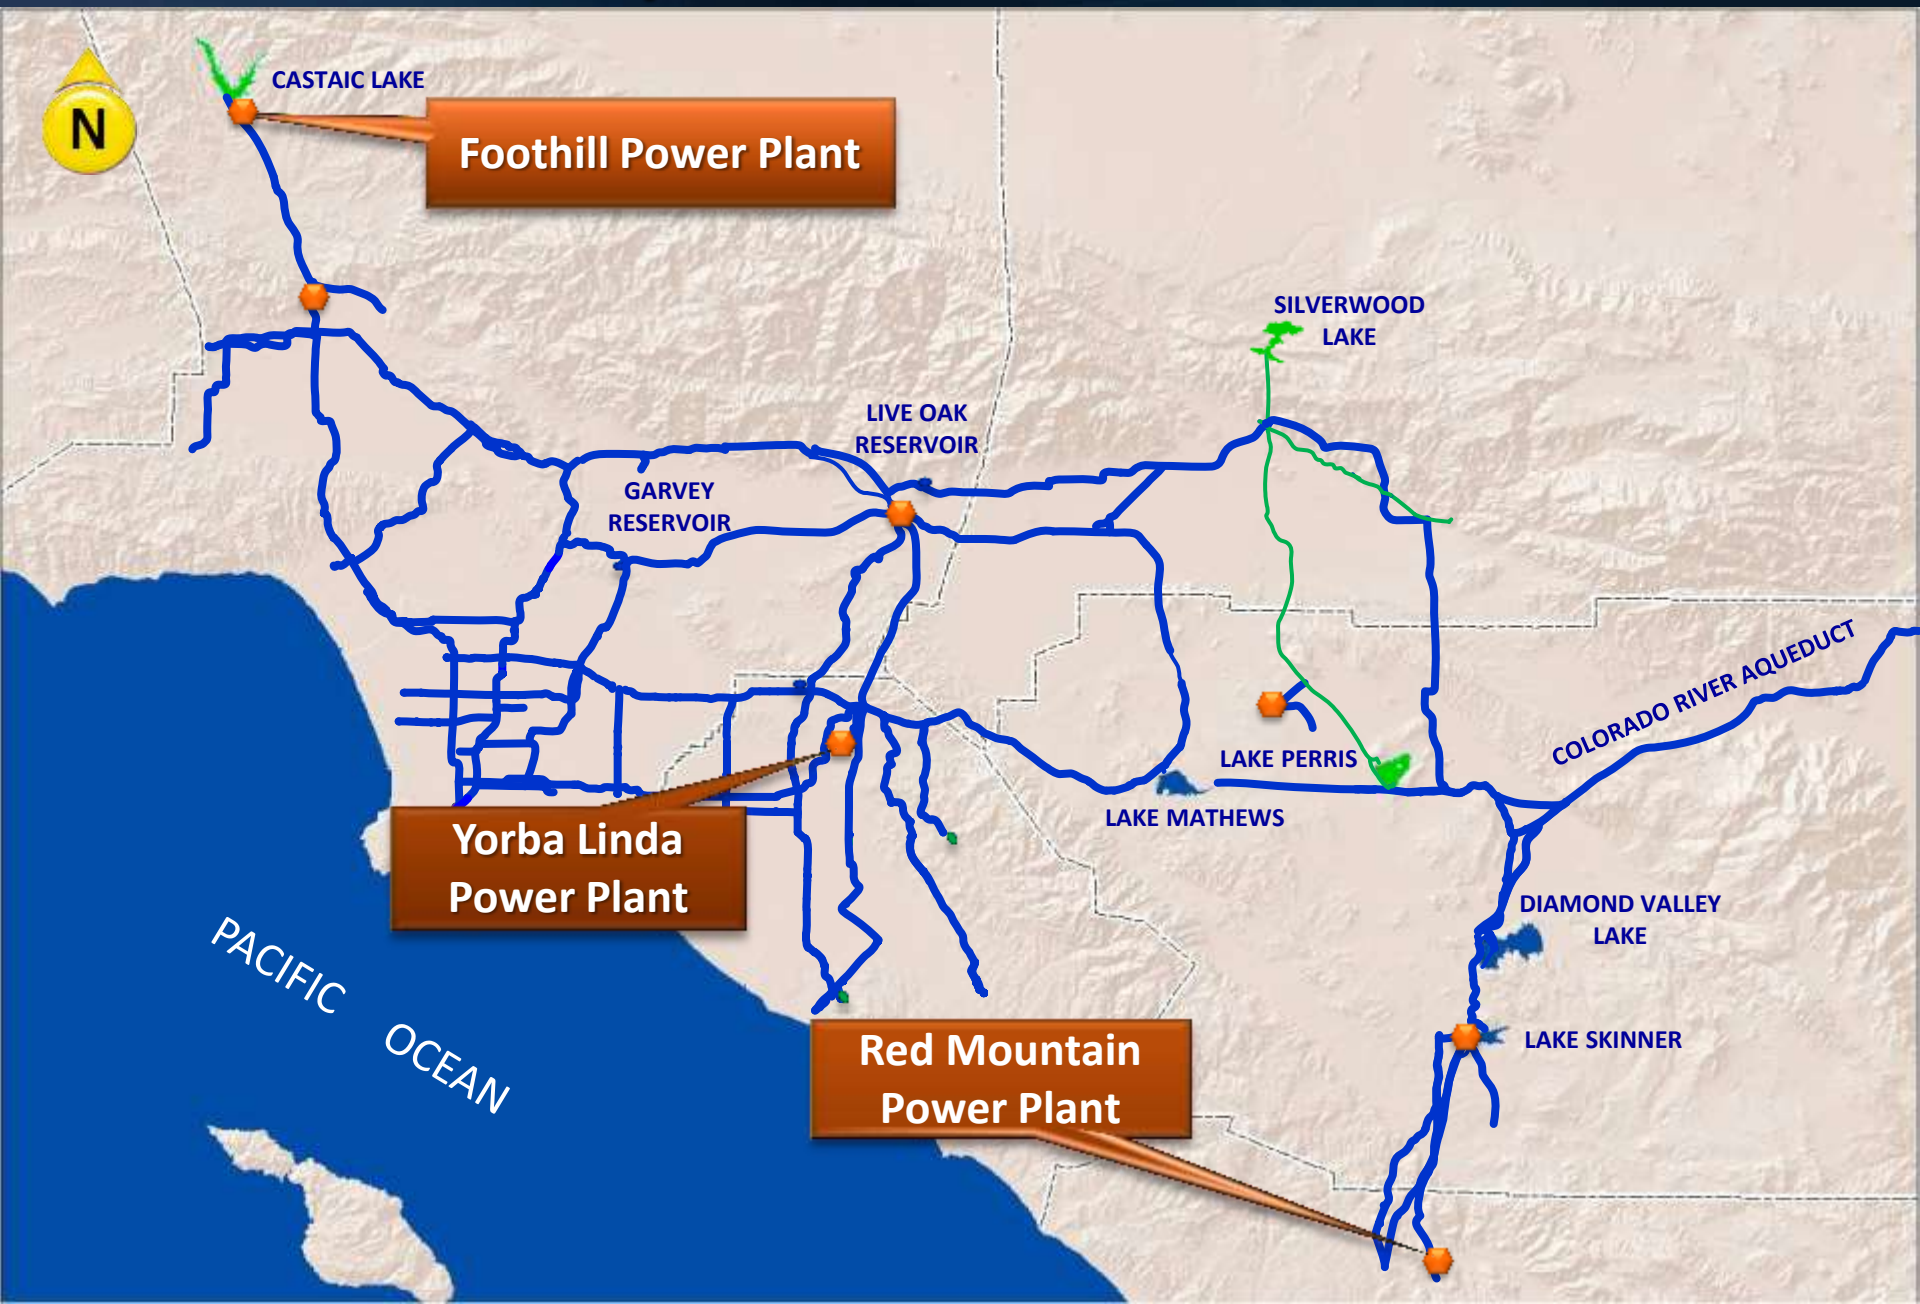 N
CASTAIC LAKE
Foothill Power Plant
SILVERWOOD
LAKE
LIVE OAK
RESERVOIR
GARVEY
RESERVOIR
COLORADO RIVER AQUEDUCT
LAKE PERRIS
LAKE MATHEWS
Yorba Linda
Power Plant
DIAMOND VALLEY
LAKE
PACIFIC
OCEAN
Red Mountain
Power Plant
LAKE SKINNER